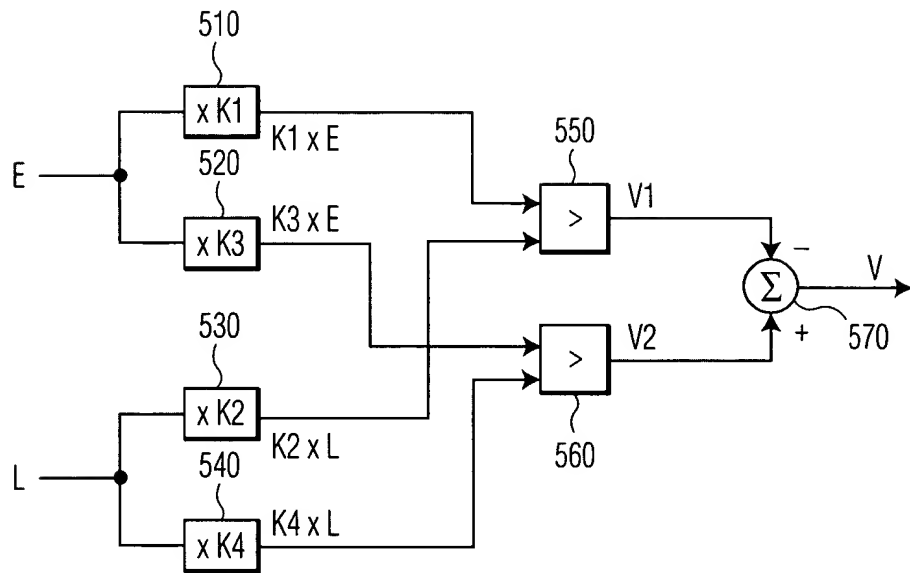 510
x K1
K1 x E
E
520
x K3
K3 x E
550
>
V1
−
Σ
V
570
+
530
x K2
K2 x L
560
>
V2
L
540
x K4
K4 x L